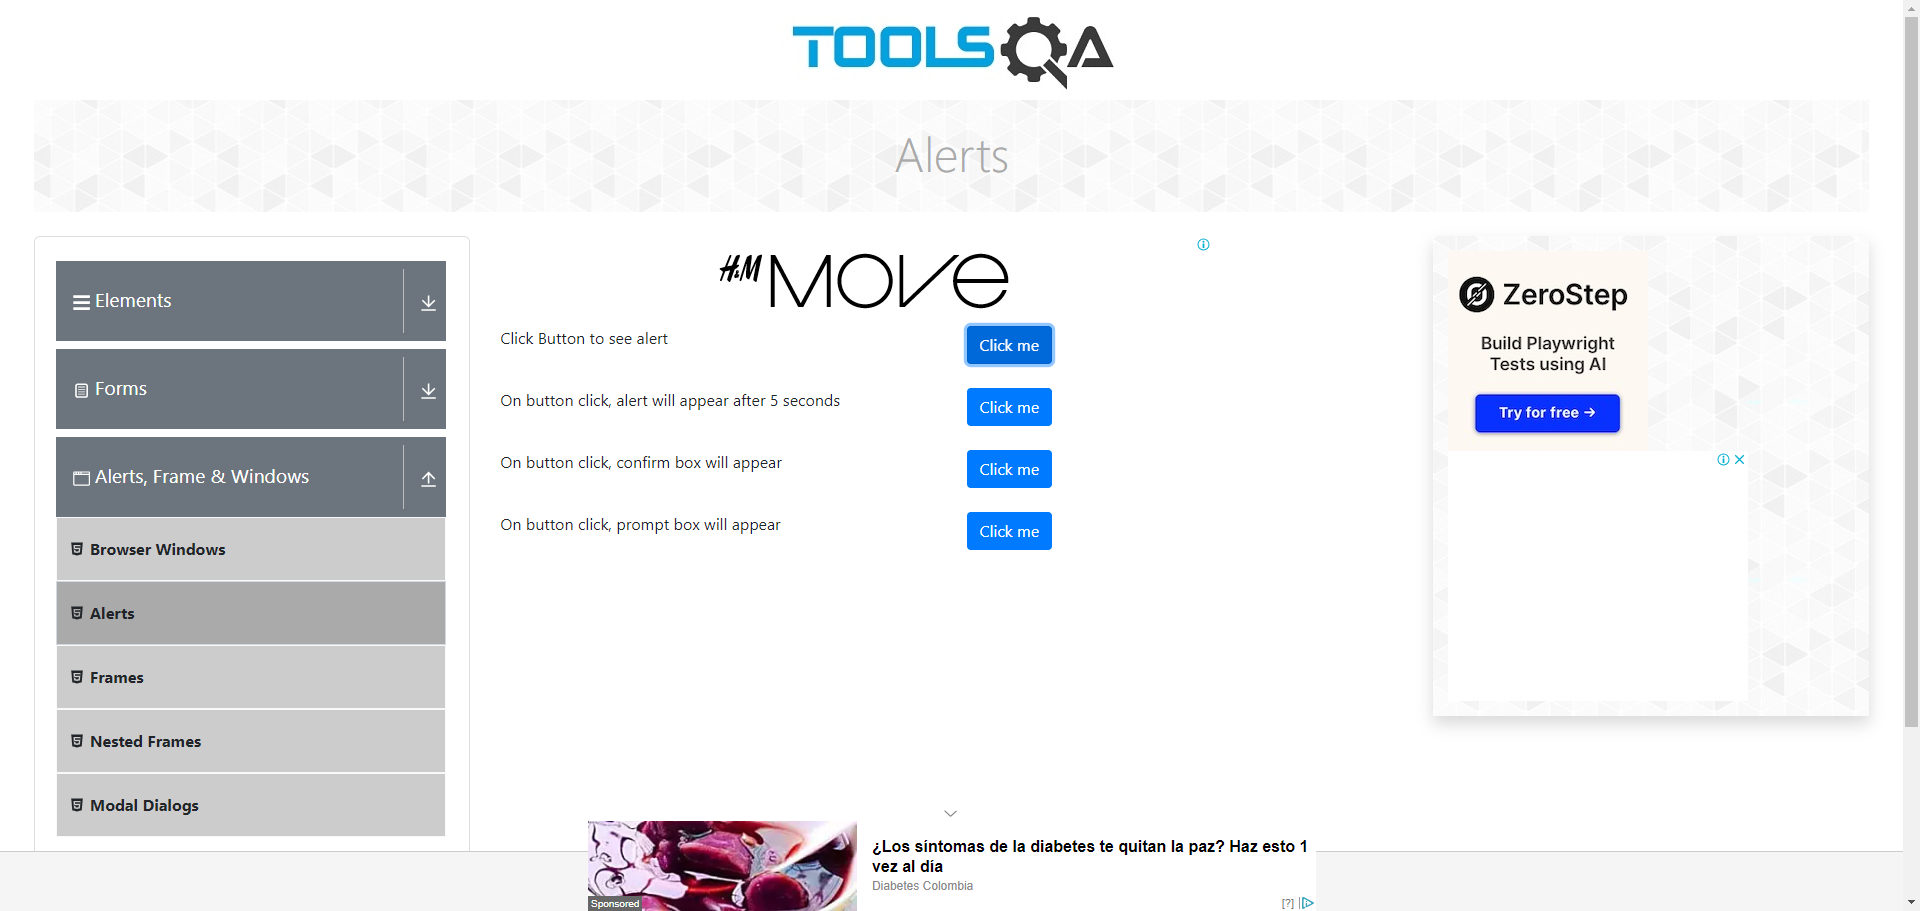 TOOLSQA
Alerts
Elements
Forms
Alerts, Frame & Windows
Browser Windows
Alerts
Frames
Nested Frames
Modal Dialogs
H&M MOVE
Click Button to see alert
Click me
On button click, alert will appear after 5 seconds
Click me
On button click, confirm box will appear
Click me
On button click, prompt box will appear
Click me
ZeroStep
Build Playwright
Tests using AI
Try for free →
¿Los síntomas de la diabetes te quitan la paz? Haz esto 1
vez al día
Diabetes Colombia
Sponsored
[?]